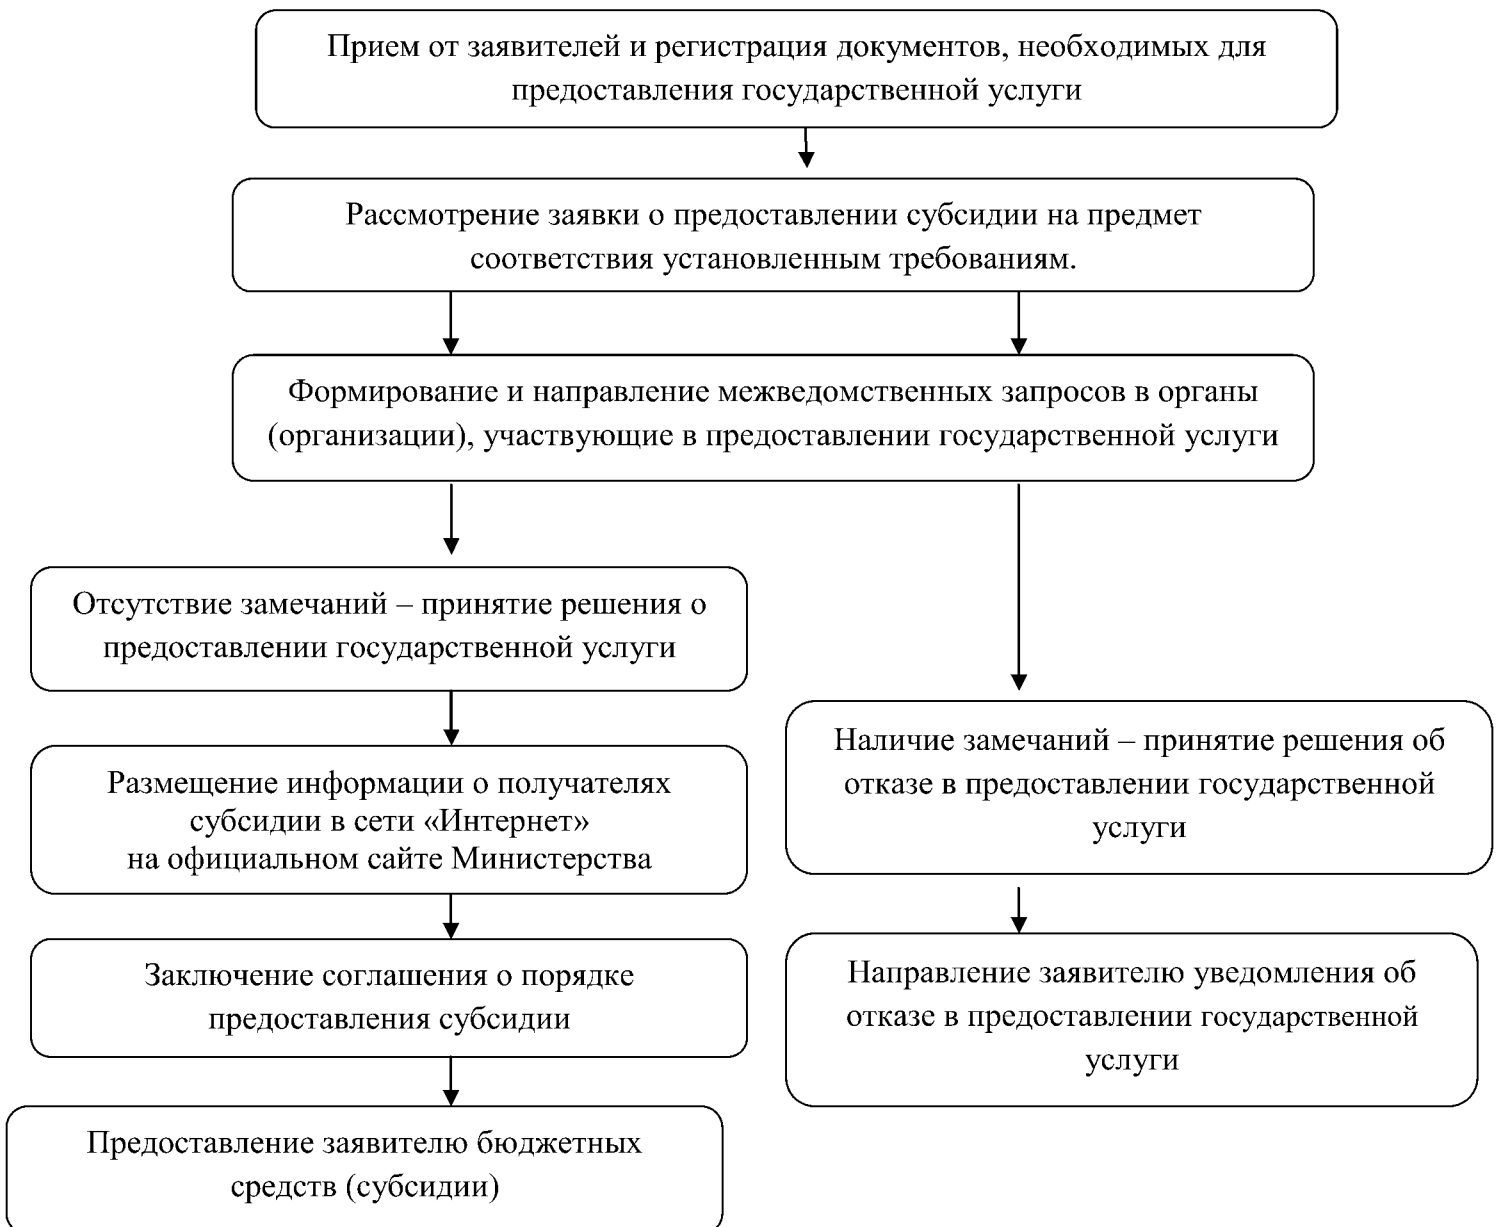 Прием от заявителей и регистрация документов, необходимых для
предоставления государственной услуги
Рассмотрение заявки о предоставлении субсидии на предмет
соответствия установленным требованиям.
Формирование и направление межведомственных запросов в органы
(организации), участвующие в предоставлении государственной услуги
Отсутствие замечаний – принятие решения о
предоставлении государственной услуги
Размещение информации о получателях
субсидии в сети «Интернет»
на официальном сайте Министерства
Заключение соглашения о порядке
предоставления субсидии
Предоставление заявителю бюджетных
средств (субсидии)
Наличие замечаний – принятие решения об
отказе в предоставлении государственной
услуги
Направление заявителю уведомления об
отказе в предоставлении государственной
услуги